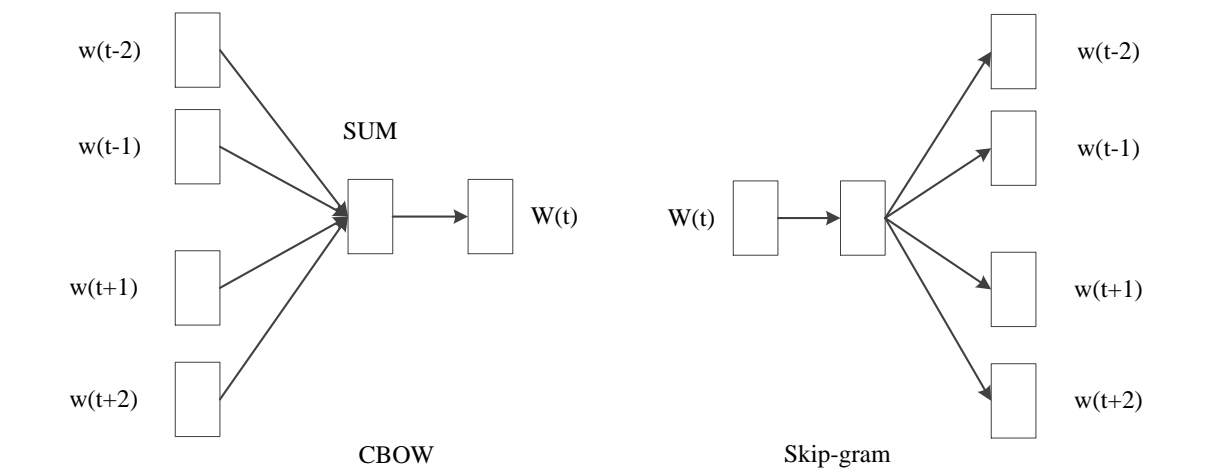 w(t-2)
w(t-1)
SUM
W(t)
w(t+1)
w(t+2)
CBOW
w(t-2)
w(t-1)
W(t)
w(t+1)
w(t+2)
Skip-gram